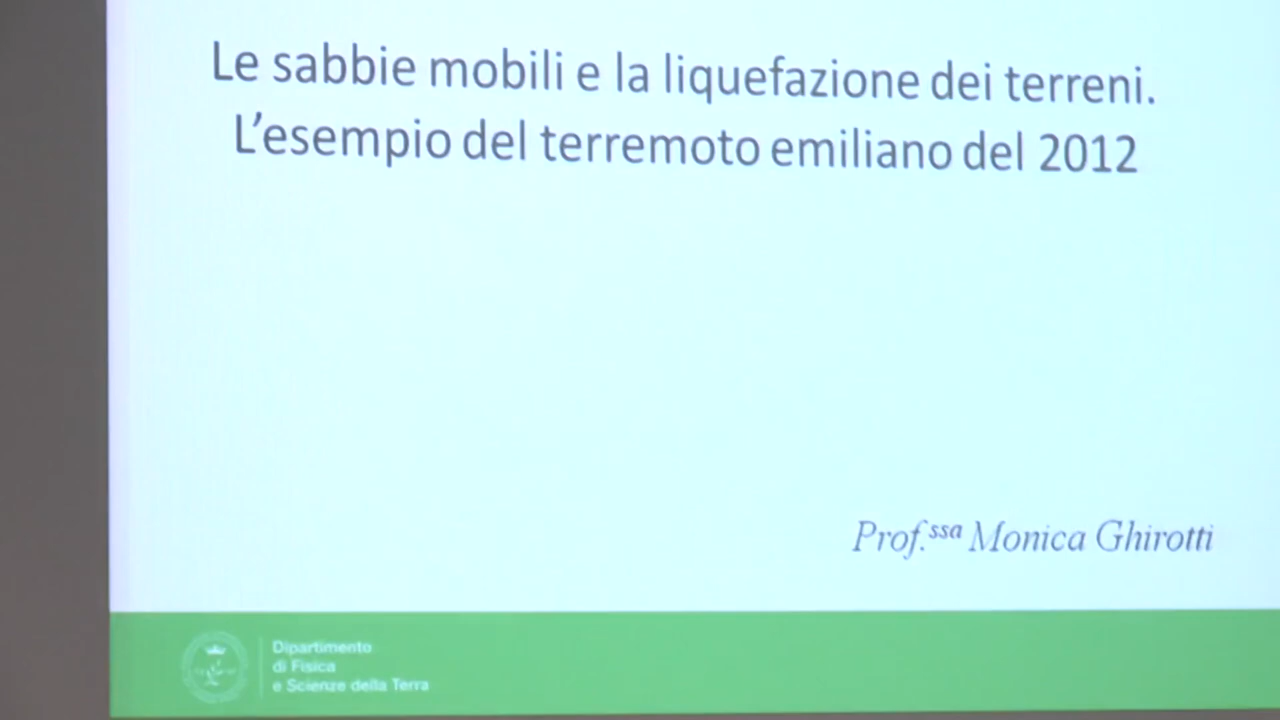 Le sabbie mobili e la liquefazione dei terreni.
L'esempio del terremoto emiliano del 2012
Prof.ssa Monica Ghirotti
Dipartimento
di Fisica
e Scienze della Terra